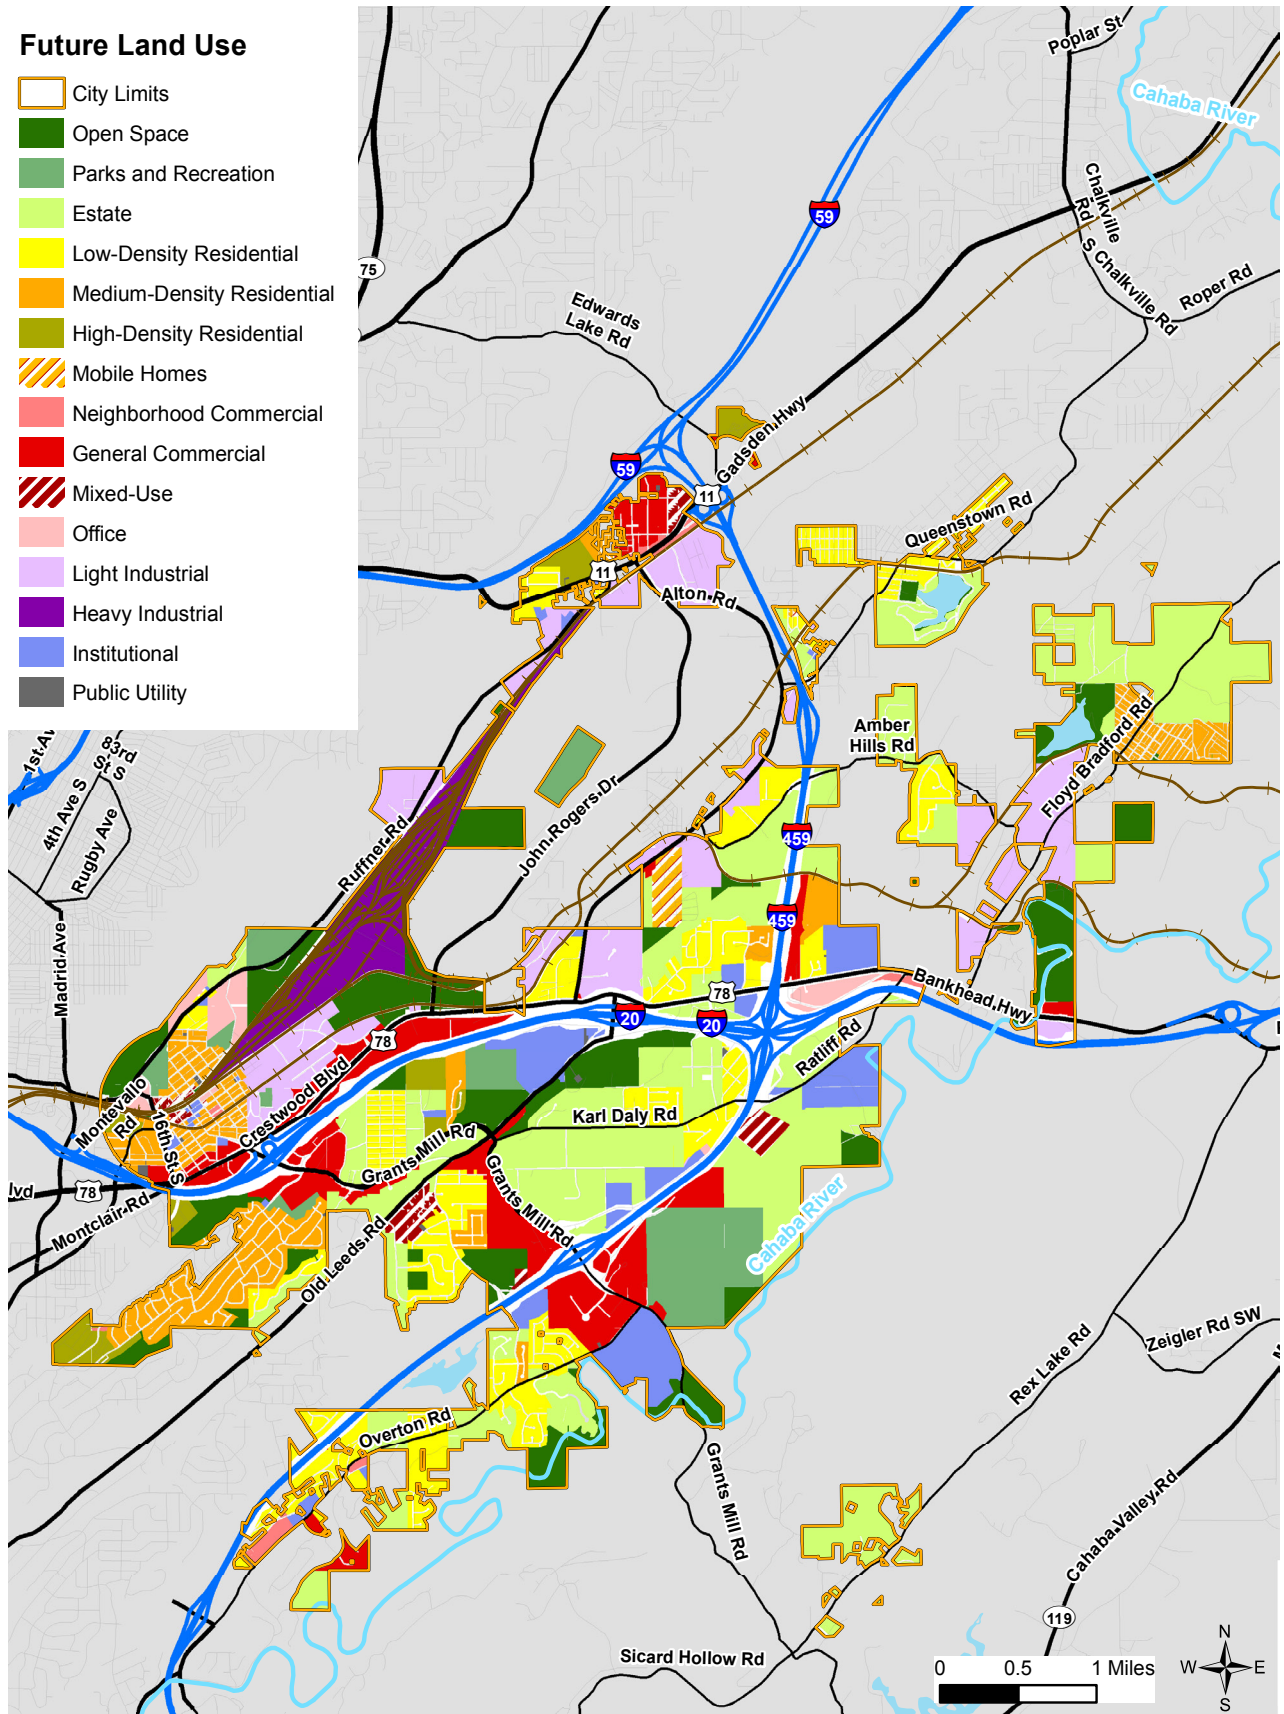 Future Land Use
City Limits
Open Space
Parks and Recreation
Estate
Low-Density Residential
Medium-Density Residential
High-Density Residential
Mobile Homes
Neighborhood Commercial
General Commercial
Mixed-Use
Office
Light Industrial
Heavy Industrial
Institutional
Public Utility
Poplar St
Cahaba River
Chalkville
Rd
59
75
S Chalkville Rd
Roper Rd
Edwards
Lake Rd
Gadsden Hwy
59
11
Queenstown Rd
11
Alton Rd
Amber
Hills Rd
Floyd Bradford Rd
1st Av
83rd
St S
4th Ave S
Rugby Ave
John Rogers Dr
Ruffner Rd
459
459
Madrid Ave
Bankhead Hwy
78
20
20
78
Ratliff Rd
Crestwood Blvd
Montevallo
Rd
16th St S
Karl Daly Rd
Grants Mill Rd
Grants Mill Rd
lvd
78
Montclair Rd
Old Leeds Rd
Cahaba River
Rex Lake Rd
Zeigler Rd SW
Overton Rd
Grants Mill Rd
Cahaba Valley Rd
119
Sicard Hollow Rd
0 0.5 1 Miles
N
W E
S